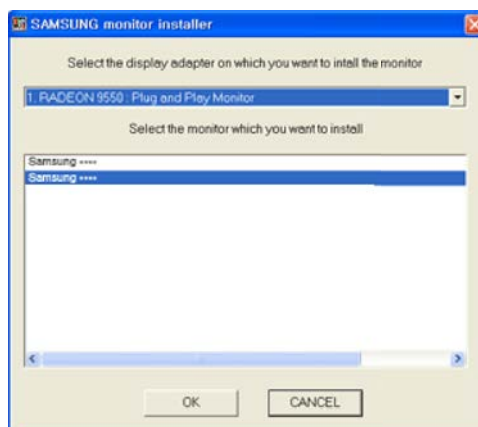 SAMSUNG monitor installer
Select the display adapter on which you want to intall the monitor
1. RADEON 9550 : Plug and Play Monitor
Select the monitor which you want to install
Samsung ****
Samsung ****
OK
CANCEL